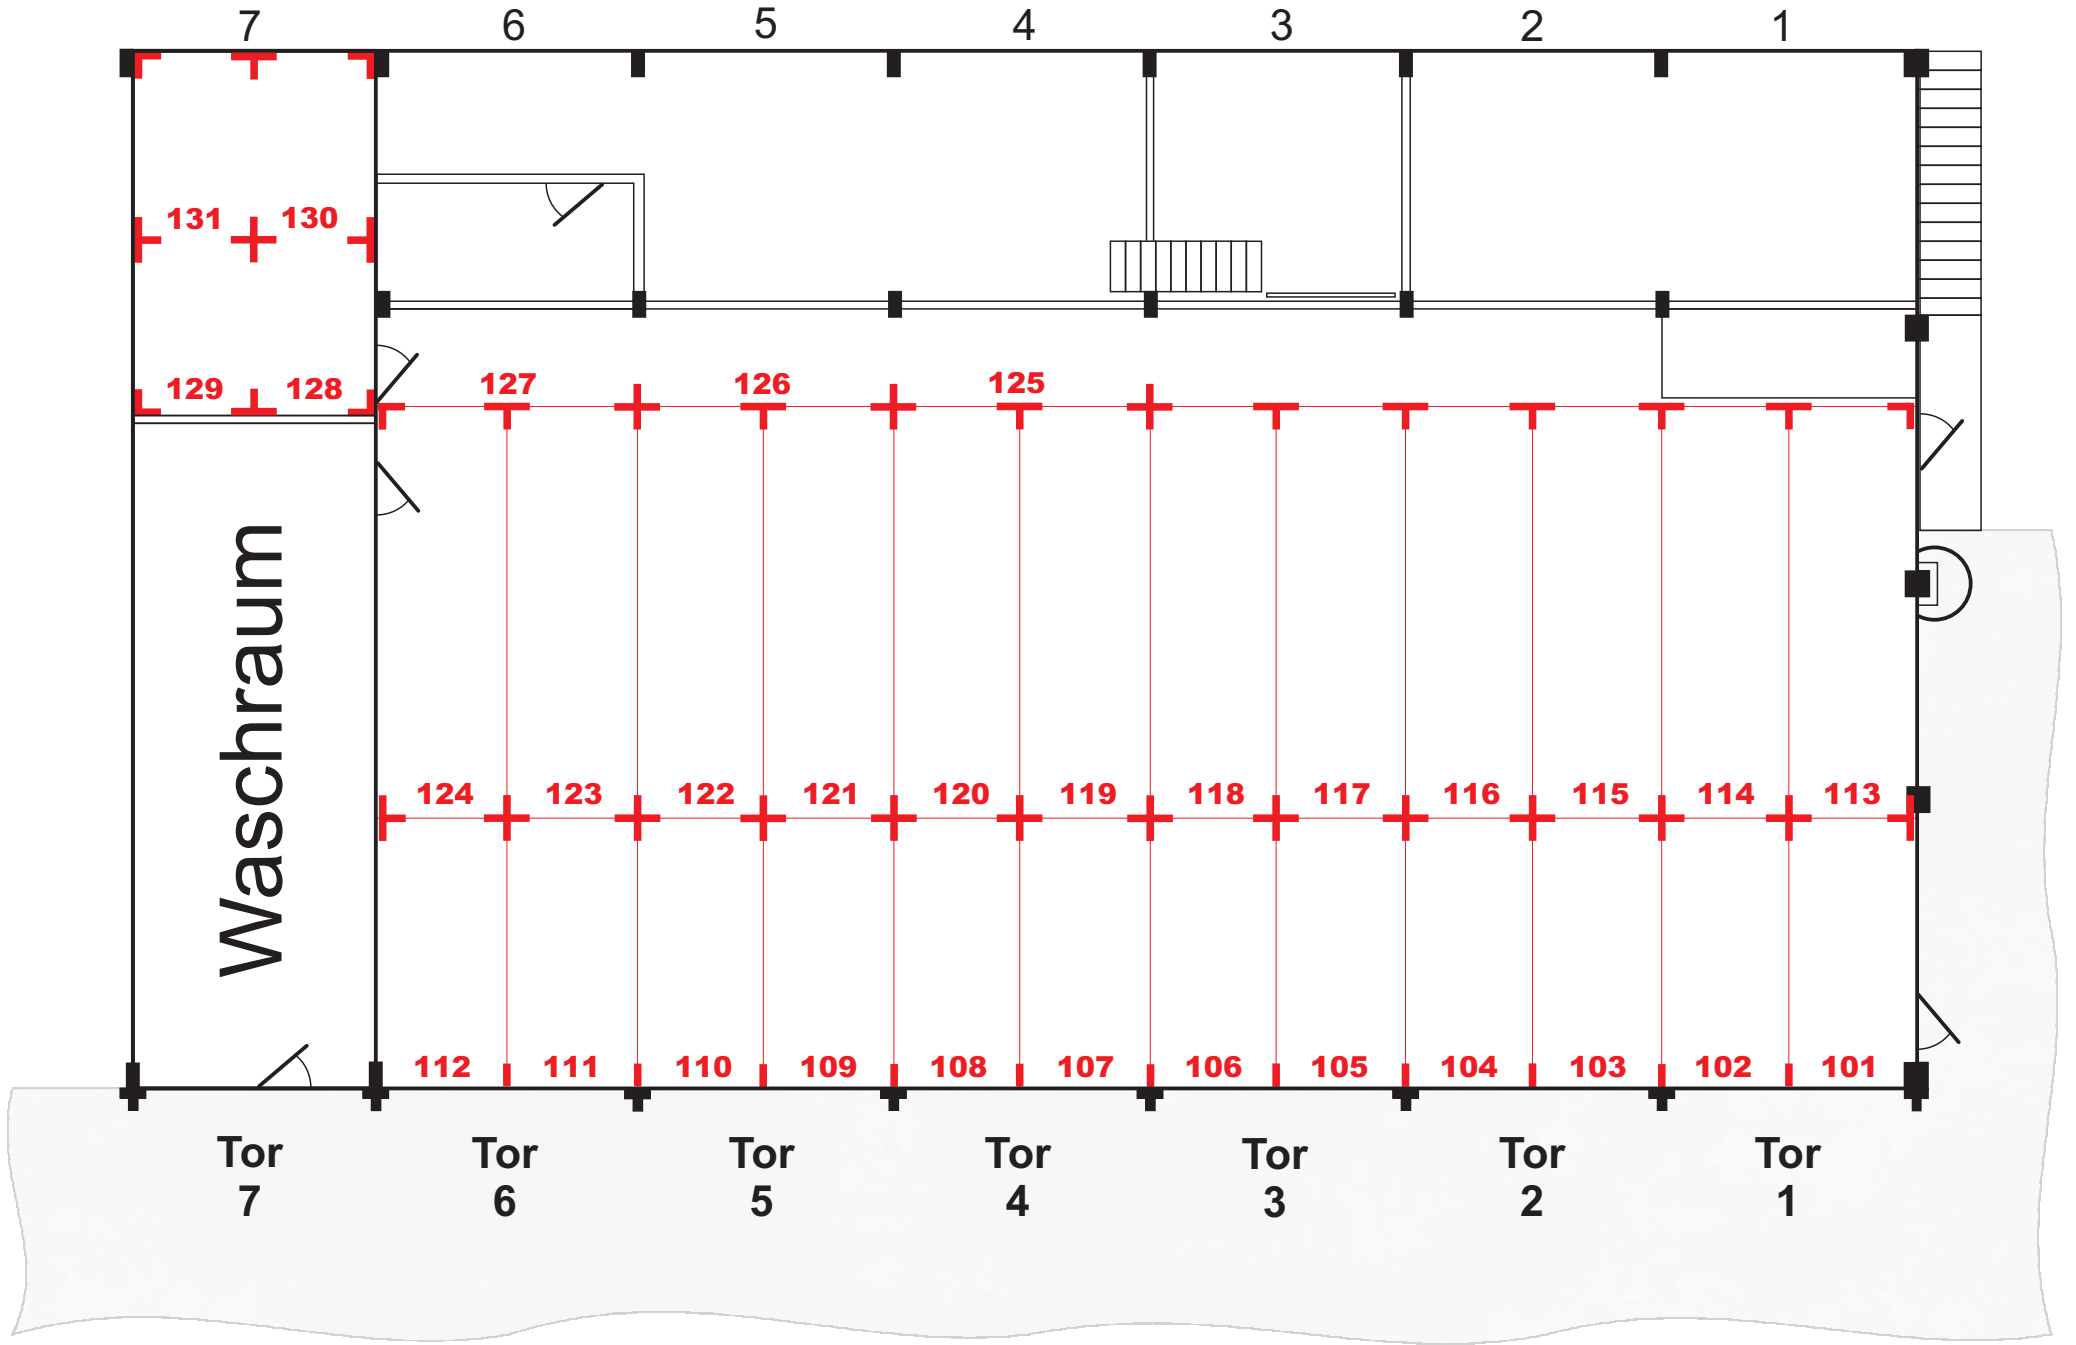 7 6 5 4 3 2 1
131 130
129 128 127 126 125
Waschraum
124 123 122 121 120 119 118 117 116 115 114 113
112 111 110 109 108 107 106 105 104 103 102 101
Tor Tor Tor Tor Tor Tor Tor
7 6 5 4 3 2 1